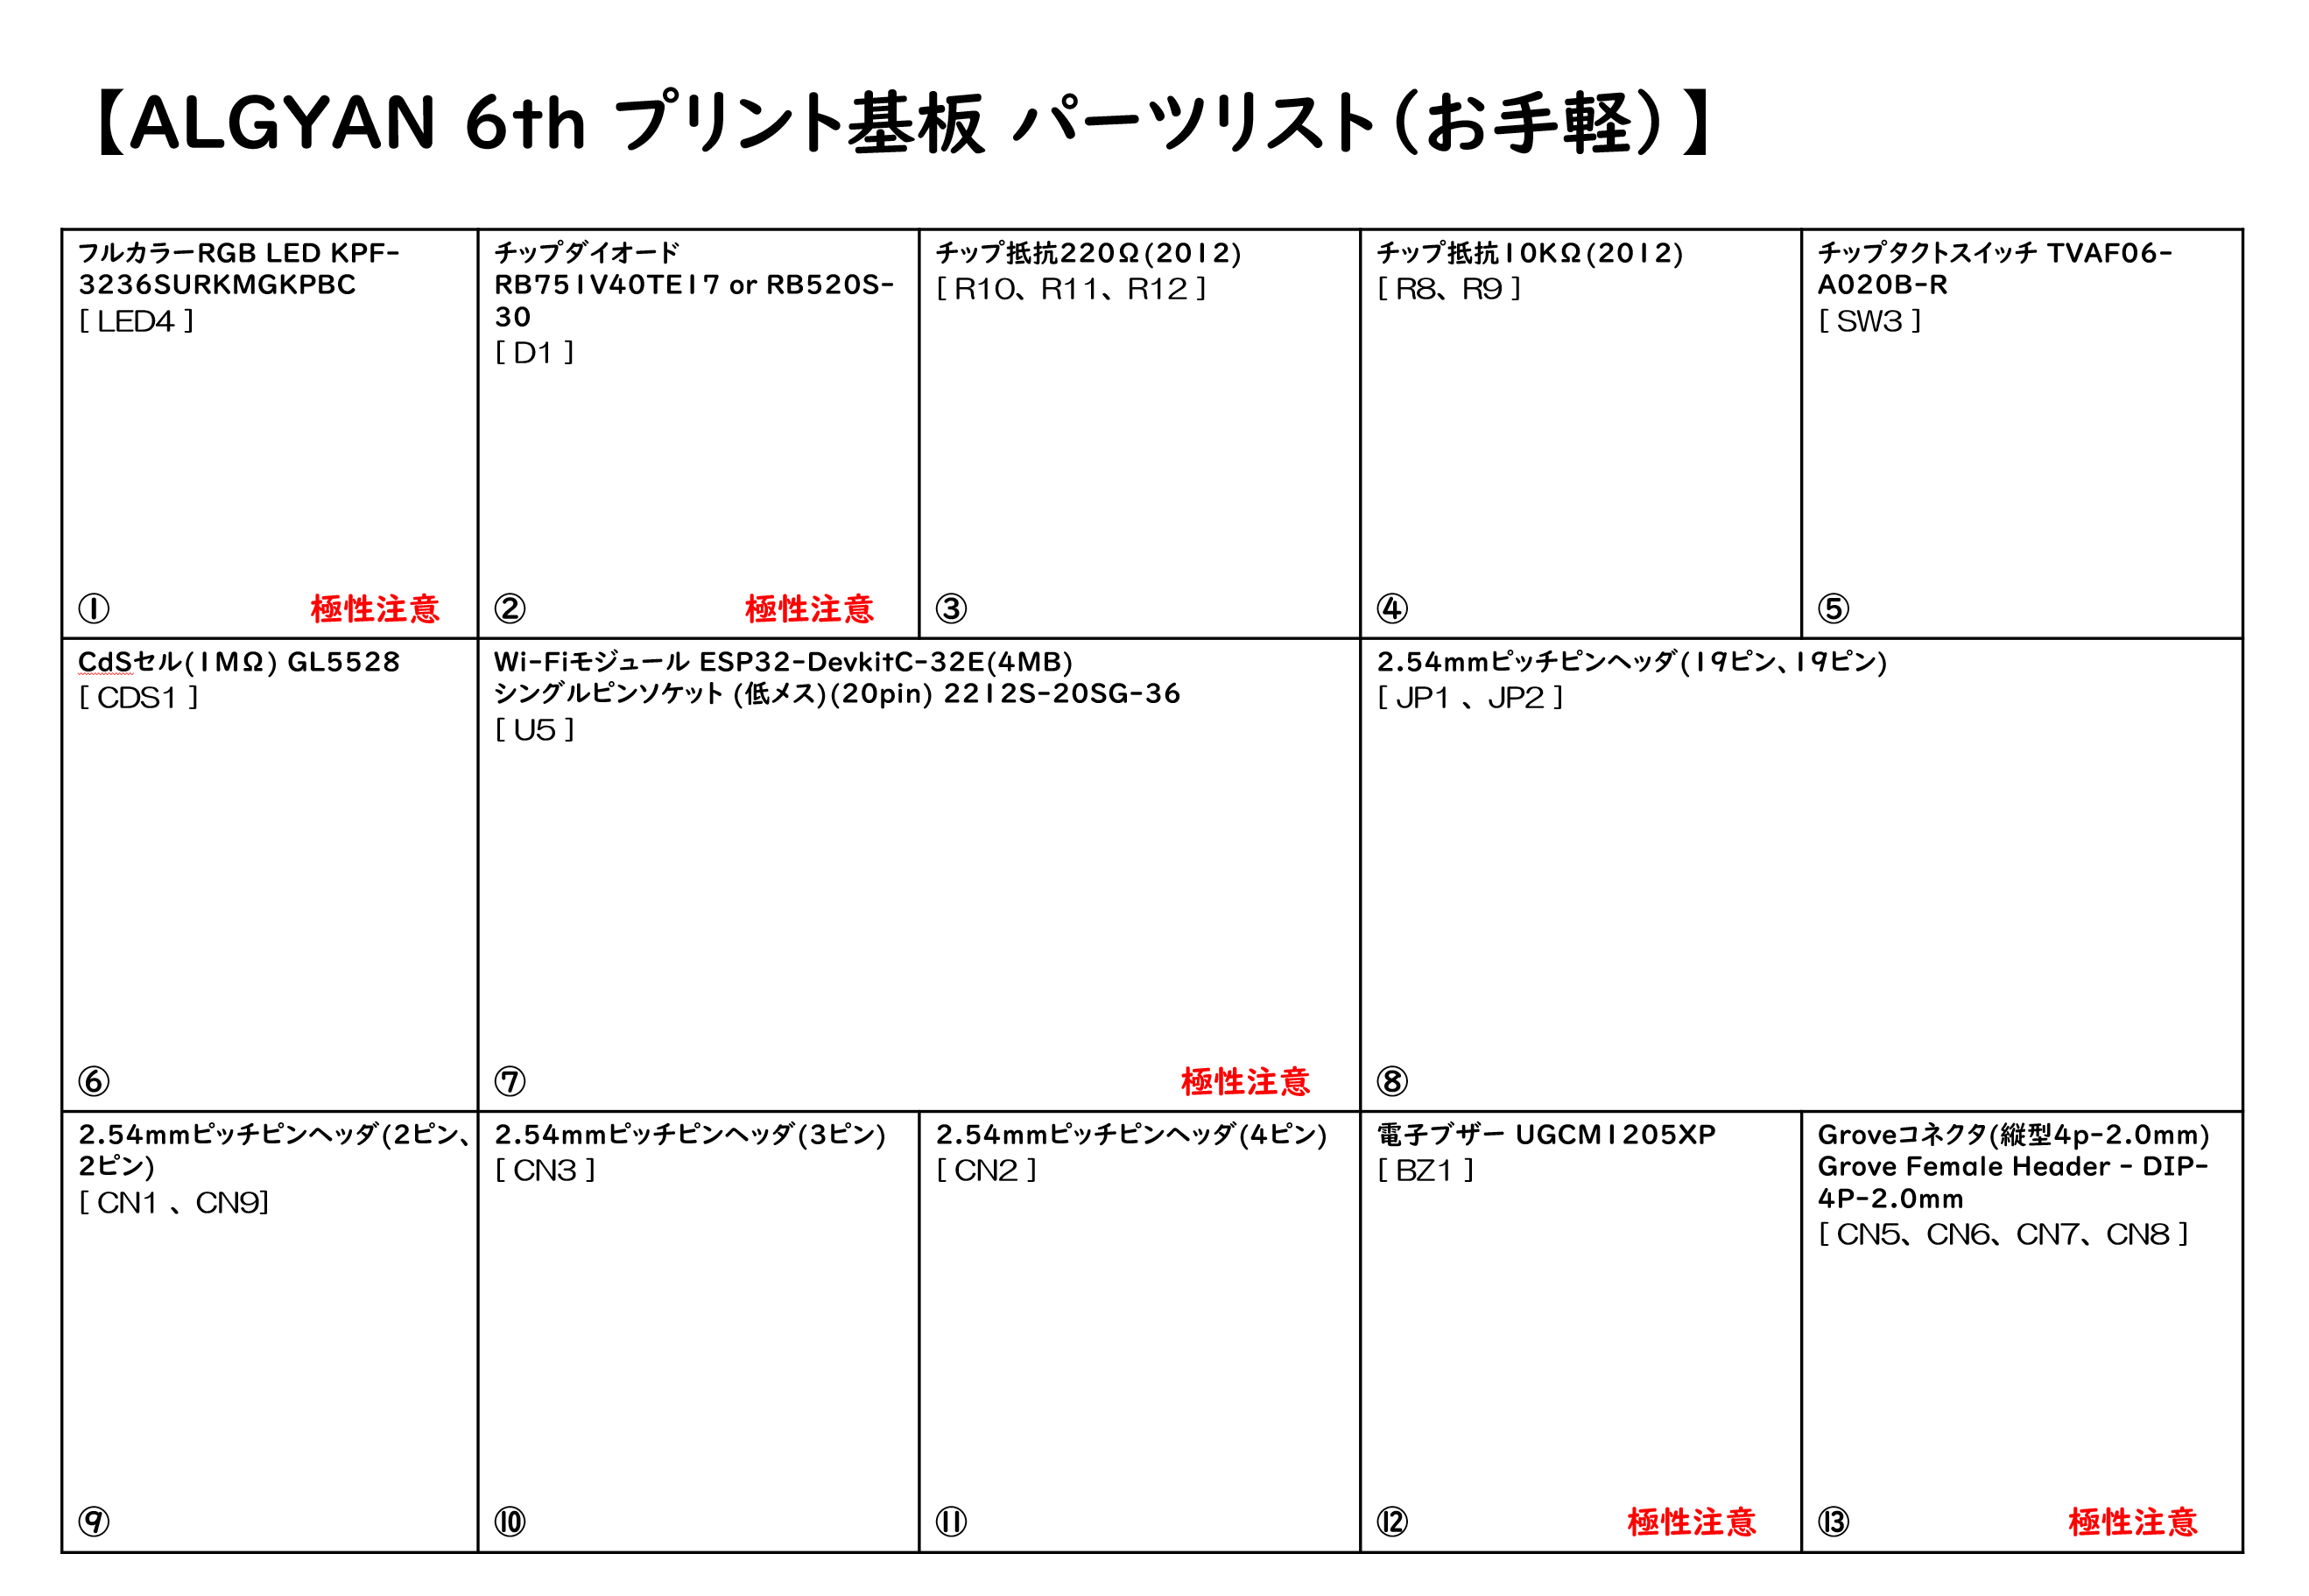 【ALGYAN 6th プリント基板 パーツリスト（お手軽）】
フルカラーRGB LED KPF-
3236SURKMGKPBC
[ LED4 ]
① 極性注意
チップダイオード
RB751V40TE17 or RB520S-
30
[ D1 ]
② 極性注意
チップ抵抗220Ω(2012)
[ R10、R11、R12 ]
③
チップ抵抗10KΩ(2012)
[ R8、R9 ]
④
チップタクトスイッチ TVAF06-
A020B-R
[ SW3 ]
⑤
CdSセル(1MΩ) GL5528
[ CDS1 ]
⑥
Wi-Fiモジュール ESP32-DevkitC-32E(4MB)
シングルピンソケット (低メス)(20pin) 2212S-20SG-36
[ U5 ]
⑦ 極性注意
2.54mmピッチピンヘッダ(19ピン、19ピン)
[ JP1 、JP2 ]
⑧
2.54mmピッチピンヘッダ(2ピン、
2ピン)
[ CN1 、CN9]
⑨
2.54mmピッチピンヘッダ(3ピン)
[ CN3 ]
⑩
2.54mmピッチピンヘッダ(4ピン)
[ CN2 ]
⑪
電子ブザー UGCM1205XP
[ BZ1 ]
⑫ 極性注意
Groveコネクタ(縦型4p-2.0mm)
Grove Female Header - DIP-
4P-2.0mm
[ CN5、CN6、CN7、CN8 ]
⑬ 極性注意